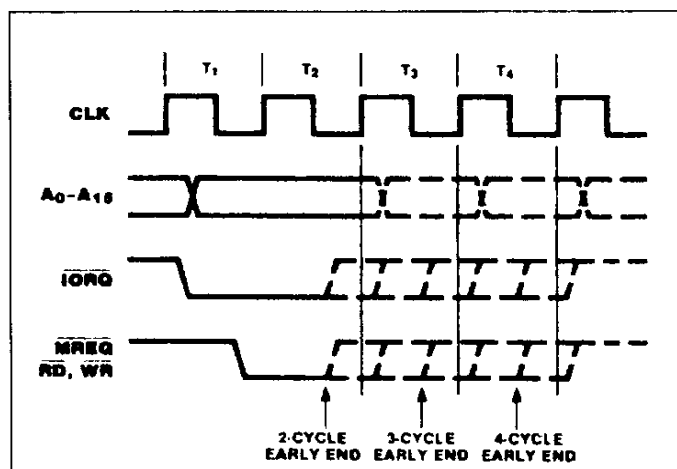 T₁ T₂ T₃ T₄
CLK
A₀-A₁₅
IORQ
MREQ
RD, WR
2-CYCLE EARLY END
3-CYCLE EARLY END
4-CYCLE EARLY END